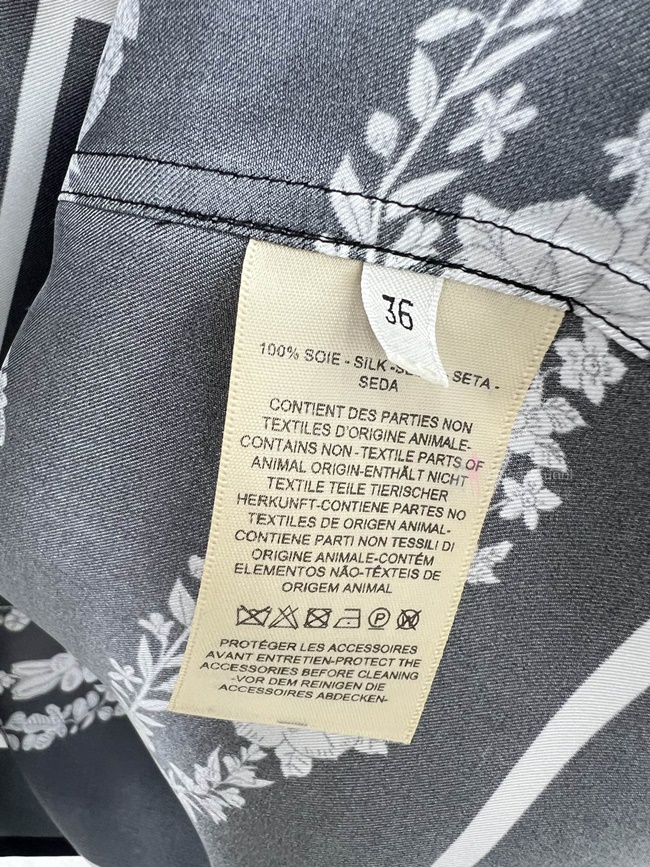 36
100% SOIE - SILK - SETA -
SEDA
CONTIENT DES PARTIES NON
TEXTILES D'ORIGINE ANIMALE-
CONTAINS NON-TEXTILE PARTS OF
ANIMAL ORIGIN-ENTHÄLT NICHT
TEXTILE TEILE TIERISCHER
HERKUNFT-CONTIENE PARTES NO
TEXTILES DE ORIGEN ANIMAL-
CONTIENE PARTI NON TESSILI DI
ORIGINE ANIMALE-CONTÉM
ELEMENTOS NÃO-TÉXTEIS DE
ORIGEM ANIMAL
P W
PROTÉGER LES ACCESSOIRES
AVANT ENTRETIEN-PROTECT THE
ACCESSORIES BEFORE CLEANING
-VOR DEM REINIGEN DIE
ACCESSOIRES ABDECKEN-